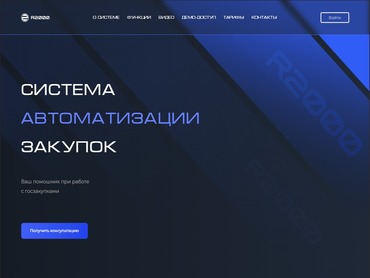 R2000
О СИСТЕМЕ ФУНКЦИИ ВИДЕО ДЕМО-ДОСТУП ТАРИФЫ КОНТАКТЫ
Войти
СИСТЕМА
АВТОМАТИЗАЦИИ
ЗАКУПОК
Ваш помощник при работе
с госзакупками
Получить консультацию
R2000
R2000